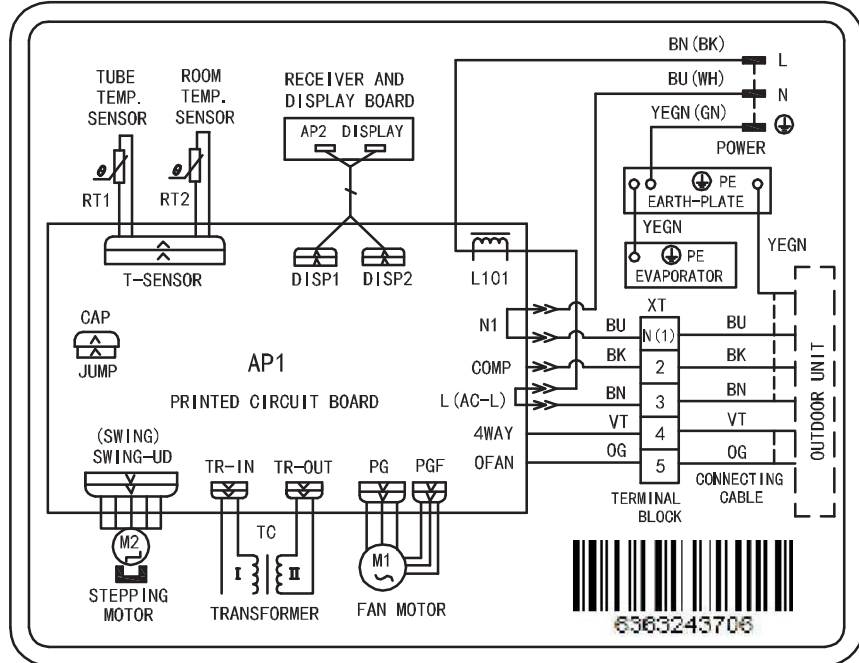 BN(BK)
L
BU(WH)
N
YEGN(GN)
POWER
TUBE
TEMP.
SENSOR
ROOM
TEMP.
SENSOR
RECEIVER AND
DISPLAY BOARD
AP2 DISPLAY
θ
RT1
θ
RT2
PE
EARTH-PLATE
YEGN
YEGN
PE
EVAPORATOR
T-SENSOR
DISP1
DISP2
L101
CAP
JUMP
AP1
PRINTED CIRCUIT BOARD
N1
COMP
L(AC-L)
4WAY
OFAN
XT
BU
N(1)
BU
BK
2
BK
BN
3
BN
VT
4
VT
OG
5
OG
TERMINAL
BLOCK
CONNECTING
CABLE
OUTDOOR UNIT
(SWING)
SWING-UD
TR-IN
TR-OUT
PG
PGF
M2
STEPPING
MOTOR
TC
I
II
TRANSFORMER
M1
FAN MOTOR
6363243706